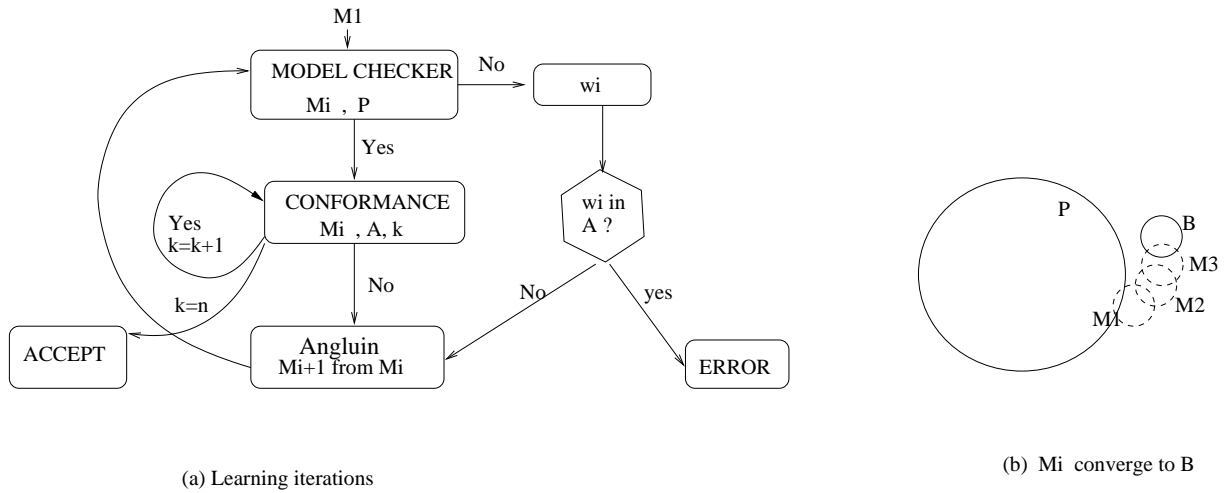 M1
MODEL CHECKER
Mi , P
No
wi
Yes
CONFORMANCE
Mi , A, k
Yes
k=k+1
wi in
A ?
No
No
yes
k=n
ACCEPT
Angluin
Mi+1 from Mi
ERROR
(a) Learning iterations
P
B
M3
M2
M1
(b) Mi converge to B